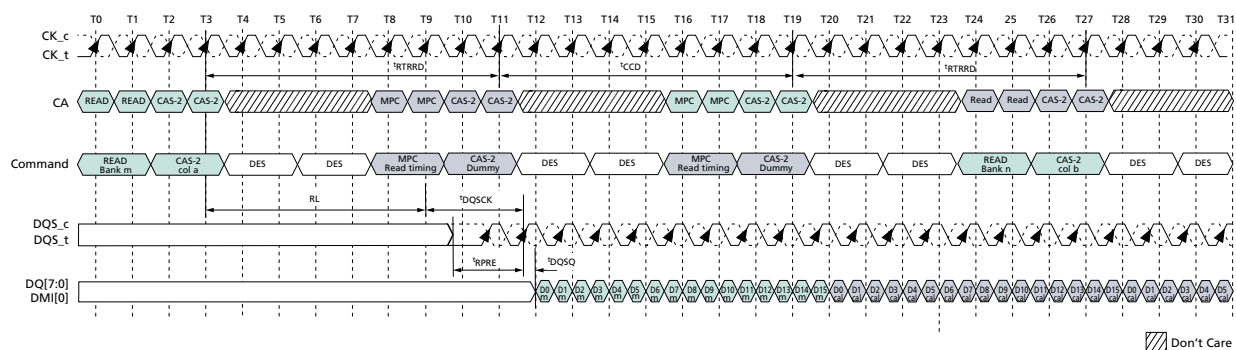 T0 T1 T2 T3 T4 T5 T6 T7 T8 T9 T10 T11 T12 T13 T14 T15 T16 T17 T18 T19 T20 T21 T22 T23 T24 25 T26 T27 T28 T29 T30 T31
CK_c
CK_t
tRTRRD tCCD tRTRRD
CA READ READ CAS-2 CAS-2 MPC MPC CAS-2 CAS-2 MPC MPC CAS-2 CAS-2 Read Read CAS-2 CAS-2
Command READ Bank m CAS-2 col a DES DES MPC Read timing CAS-2 Dummy DES DES MPC Read timing CAS-2 Dummy DES DES READ Bank n CAS-2 col b DES DES
RL tDQSCK
DQS_c
DQS_t
tRPRE tDQSQ
DQ[7:0]
DMI[0]
D0 D1 D2 D3 D4 D5 D6 D7 D8 D9 D10 D11 D12 D13 D14 D15 D0 D1 D2 D3 D4 D5 D6 D7 D8 D9 D10 D11 D12 D13 D14 D15 D0 D1 D2 D3 D4 D5
m m m m m m m m m m m m m m m m cal cal cal cal cal cal cal cal cal cal cal cal cal cal cal cal cal cal cal cal cal cal
Don't Care